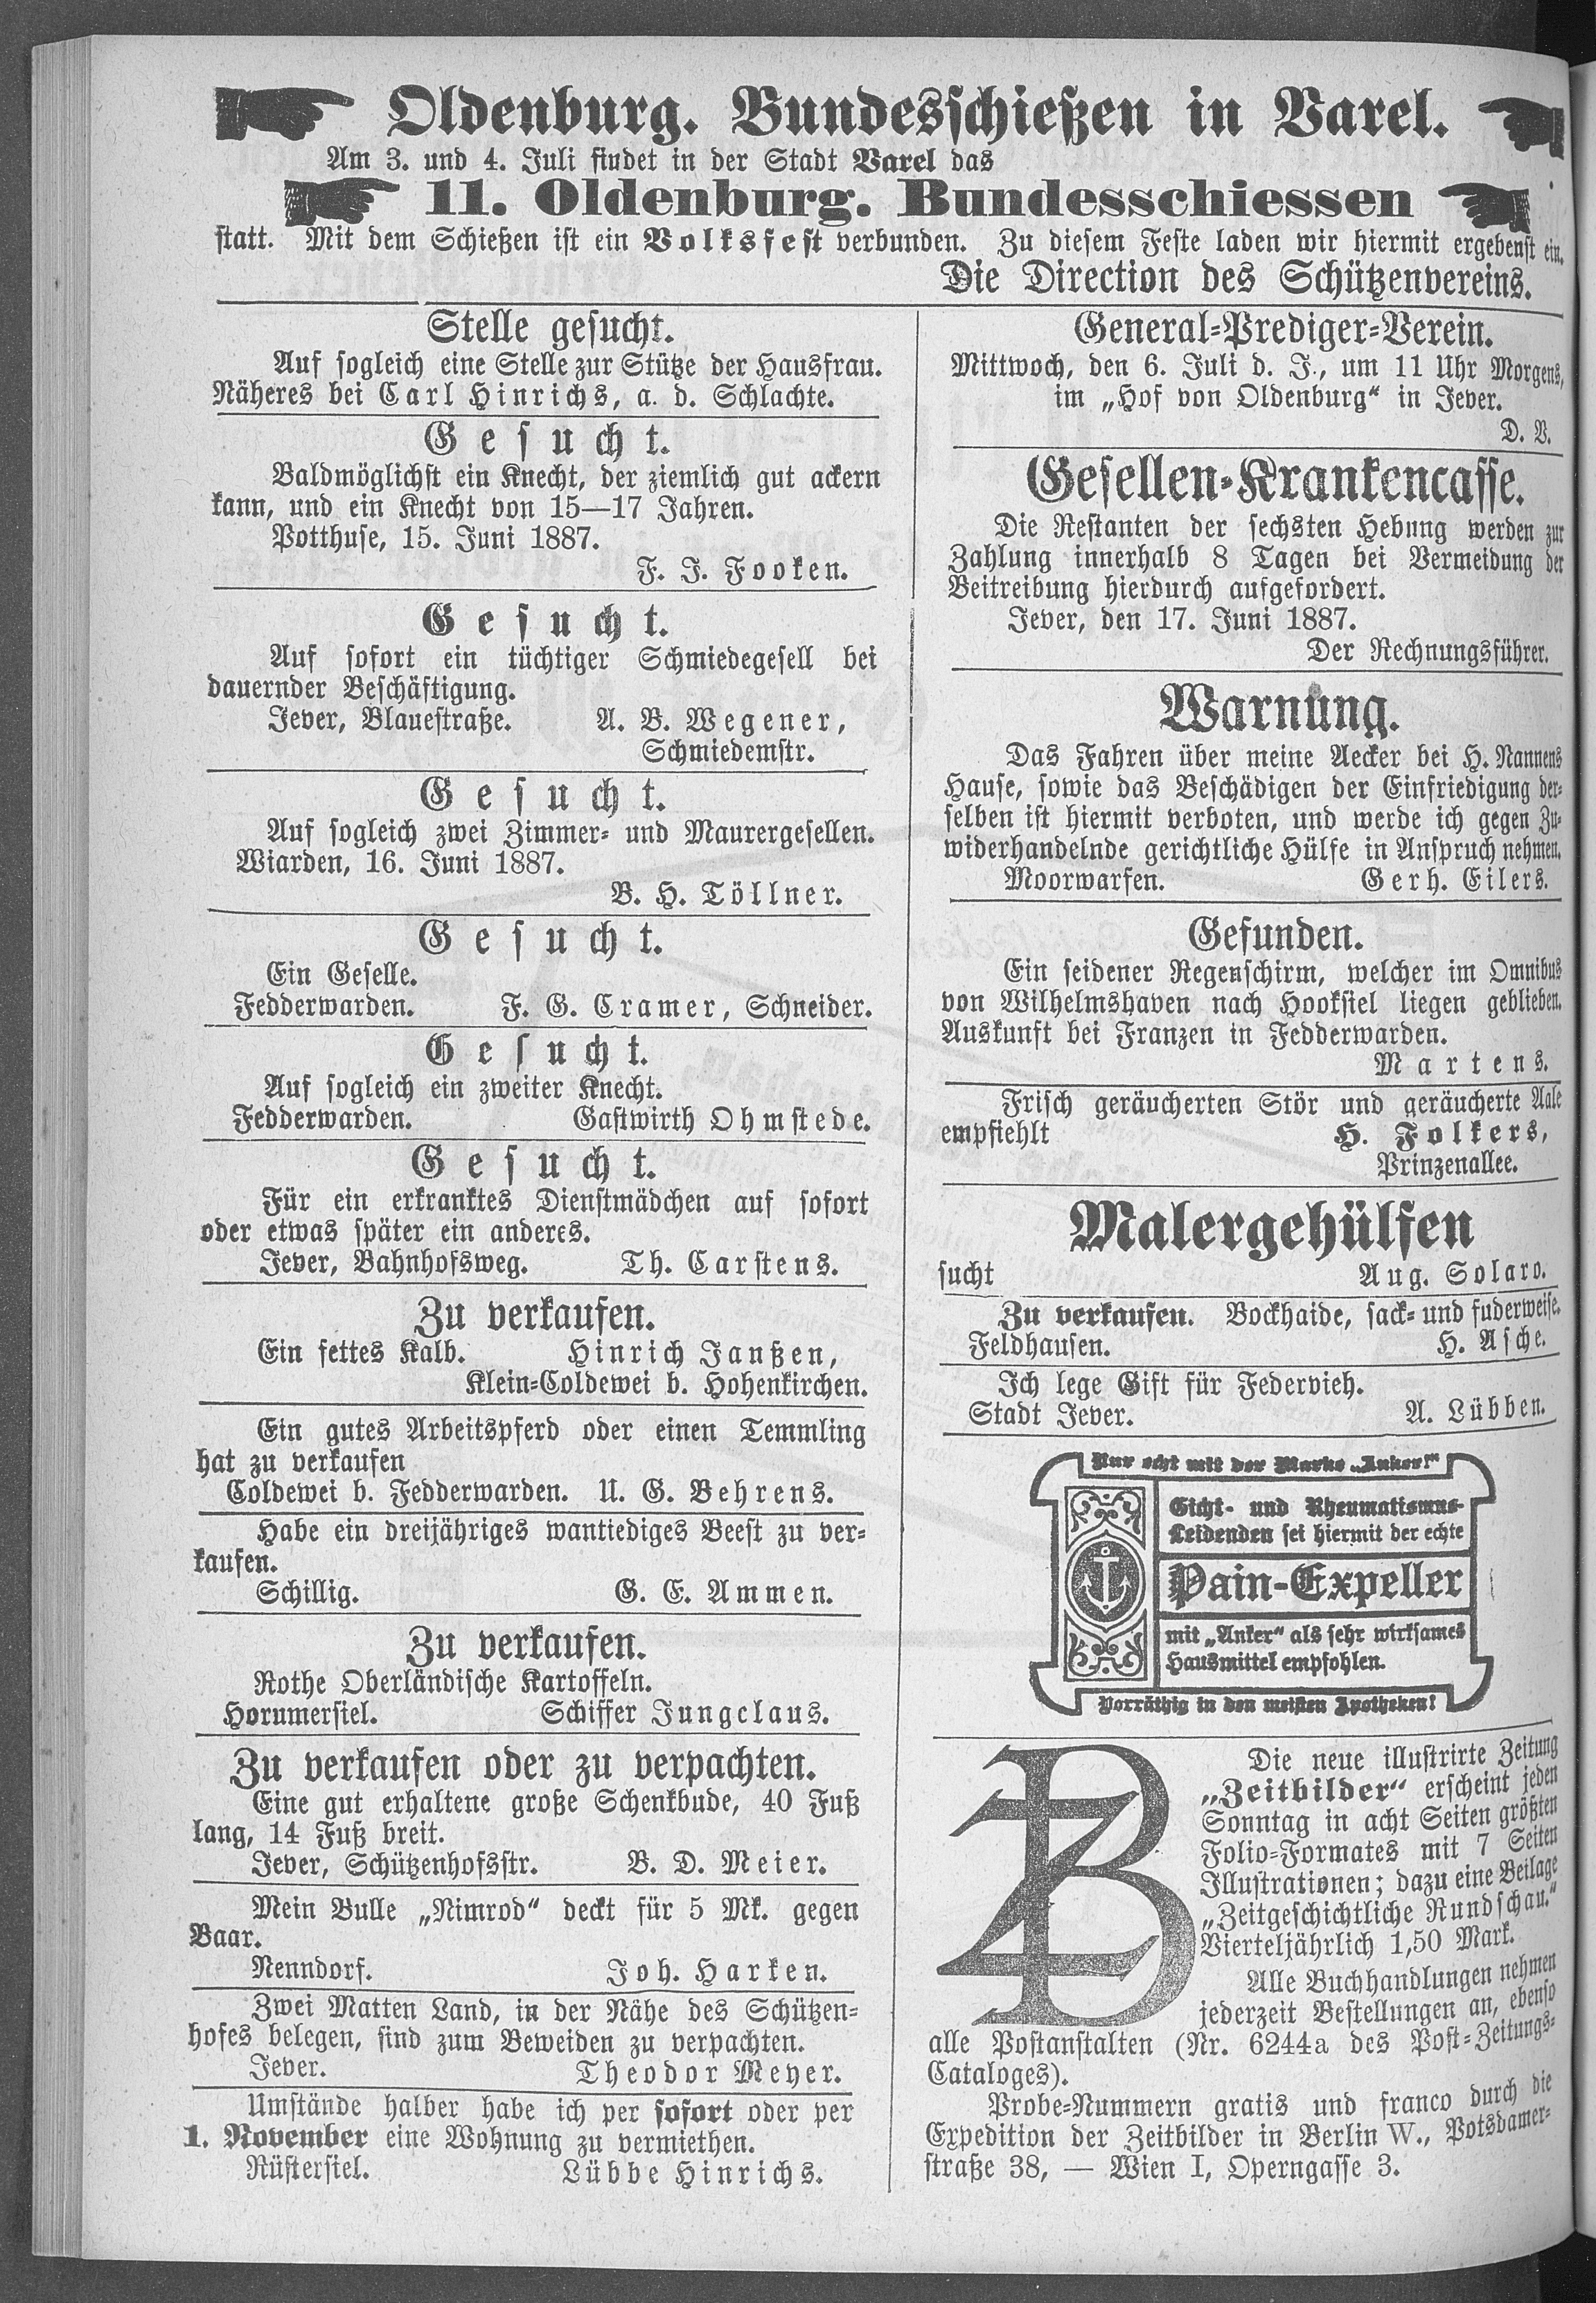 Oldenburg. Bundesschießen in Varel.
Am 3. und 4. Juli findet in der Stadt Varel das
11. Oldenburg. Bundesschiessen
statt. Mit dem Schießen ist ein Volksfest verbunden. Zu diesem Feste laden wir hiermit ergebenst ein.
Die Direction des Schützenvereins.
Stelle gesucht.
Auf sogleich eine Stelle zur Stütze der Hausfrau.
Näheres bei Carl Hinrichs, a. d. Schlachte.
Gesucht.
Baldmöglichst ein Knecht, der ziemlich gut ackern
kann, und ein Knecht von 15—17 Jahren.
Potthuse, 15. Juni 1887.
F. J. Fooken.
Gesucht.
Auf sofort ein tüchtiger Schmiedegesell bei
dauernder Beschäftigung.
Jever, Blauestraße. A. B. Wegener,
Schmiedemstr.
Gesucht.
Auf sogleich zwei Zimmer- und Maurergesellen.
Wiarden, 16. Juni 1887.
B. H. Töllner.
Gesucht.
Ein Geselle.
Fedderwarden. F. G. Cramer, Schneider.
Gesucht.
Auf sogleich ein zweiter Knecht.
Fedderwarden. Gastwirth Ohmstede.
Gesucht.
Für ein erkranktes Dienstmädchen auf sofort
oder etwas später ein anderes.
Jever, Bahnhofsweg. Th. Carstens.
Zu verkaufen.
Ein fettes Kalb. Hinrich Janßen,
Klein-Coldewei b. Hohenkirchen.
Ein gutes Arbeitspferd oder einen Temmling
hat zu verkaufen
Coldewei b. Fedderwarden. U. G. Behrens.
Habe ein dreijähriges wantiediges Beest zu ver-
kaufen.
Schillig. G. E. Ammen.
Zu verkaufen.
Rothe Oberländische Kartoffeln.
Horumersiel. Schiffer Jungclaus.
Zu verkaufen oder zu verpachten.
Eine gut erhaltene große Schenkbude, 40 Fuß
lang, 14 Fuß breit.
Jever, Schützenhofsstr. B. D. Meier.
Mein Bulle „Nimrod“ deckt für 5 Mk. gegen
Baar.
Nenndorf. Joh. Harken.
Zwei Matten Land, in der Nähe des Schützen-
hofes belegen, sind zum Beweiden zu verpachten.
Jever. Theodor Meyer.
Umstände halber habe ich per sofort oder per
1. November eine Wohnung zu vermiethen.
Rüstersiel. Lübbe Hinrichs.
General-Prediger-Verein.
Mittwoch, den 6. Juli d. J., um 11 Uhr Morgens,
im „Hof von Oldenburg“ in Jever.
D. V.
Gesellen-Krankencasse.
Die Restanten der sechsten Hebung werden zur
Zahlung innerhalb 8 Tagen bei Vermeidung der
Beitreibung hierdurch aufgefordert.
Jever, den 17. Juni 1887.
Der Rechnungsführer.
Warnung.
Das Fahren über meine Aecker bei H. Nannens
Hause, sowie das Beschädigen der Einfriedigung der-
selben ist hiermit verboten, und werde ich gegen Zu-
widerhandelnde gerichtliche Hülfe in Anspruch nehmen.
Moorwarfen. Gerh. Eilers.
Gefunden.
Ein seidener Regenschirm, welcher im Omnibus
von Wilhelmshaven nach Hooksiel liegen geblieben.
Auskunft bei Franzen in Fedderwarden.
Martens.
Frisch geräucherten Stör und geräucherte Aale
empfiehlt H. Folkers,
Prinzenallee.
Malergehülfen
sucht Aug. Solaro.
Zu verkaufen. Bockhaide, sack- und fuderweise.
Feldhausen. H. Asche.
Ich lege Gift für Federvieh.
Stadt Jever. A. Lübben.
Nur echt mit der Marke „Anker!“
Gicht- und Rheumatismus-
Leidenden sei hiermit der echte
Pain-Expeller
mit „Anker“ als sehr wirksames
Hausmittel empfohlen.
Vorräthig in den meisten Apotheken!
ZB
Die neue illustrirte Zeitung
„Zeitbilder“ erscheint jeden
Sonntag in acht Seiten größten
Folio-Formates mit 7 Seiten
Illustrationen; dazu eine Beilage
„Zeitgeschichtliche Rundschau.“
Vierteljährlich 1,50 Mark.
Alle Buchhandlungen nehmen
jederzeit Bestellungen an, ebenso
alle Postanstalten (Nr. 6244a des Post-Zeitungs-
Cataloges).
Probe-Nummern gratis und franco durch die
Expedition der Zeitbilder in Berlin W., Potsdamer-
straße 38, — Wien I, Operngasse 3.